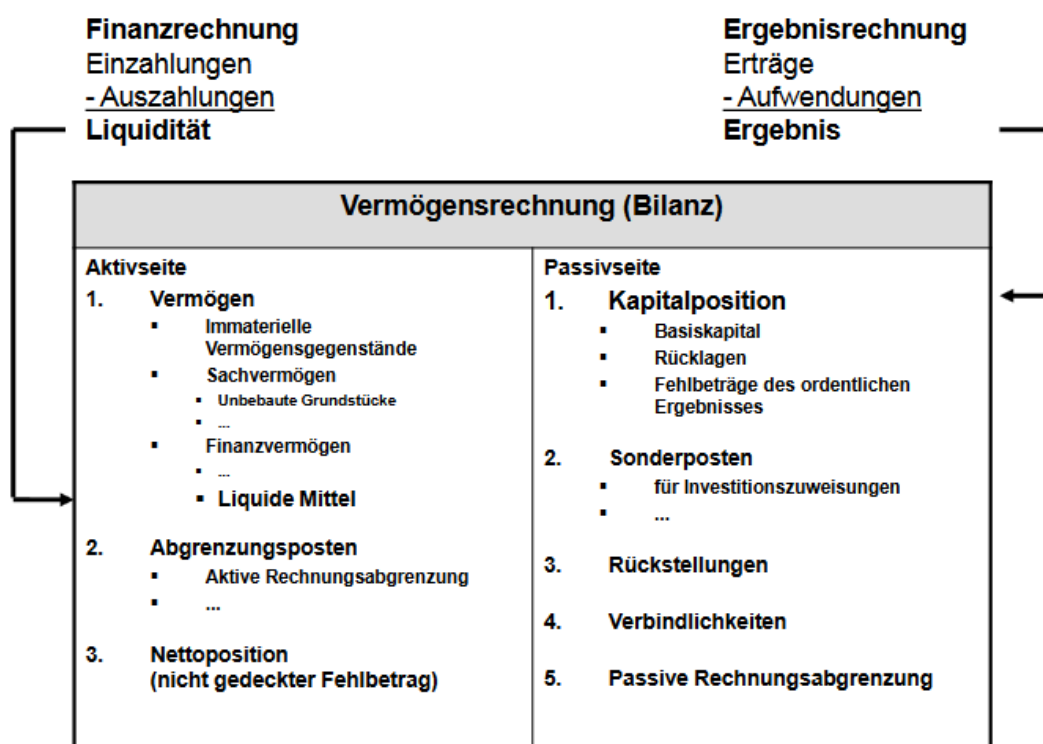 Finanzrechnung
Einzahlungen
- Auszahlungen
Liquidität
Ergebnisrechnung
Erträge
- Aufwendungen
Ergebnis
Vermögensrechnung (Bilanz)
Aktivseite
1. Vermögen
▪ Immaterielle
Vermögensgegenstände
▪ Sachvermögen
▪ Unbebaute Grundstücke
▪ ...
▪ Finanzvermögen
▪ ...
▪ Liquide Mittel
2. Abgrenzungsposten
▪ Aktive Rechnungsabgrenzung
▪ ...
3. Nettoposition
(nicht gedeckter Fehlbetrag)
Passivseite
1. Kapitalposition
▪ Basiskapital
▪ Rücklagen
▪ Fehlbeträge des ordentlichen
Ergebnisses
2. Sonderposten
▪ für Investitionszuweisungen
▪ ...
3. Rückstellungen
4. Verbindlichkeiten
5. Passive Rechnungsabgrenzung